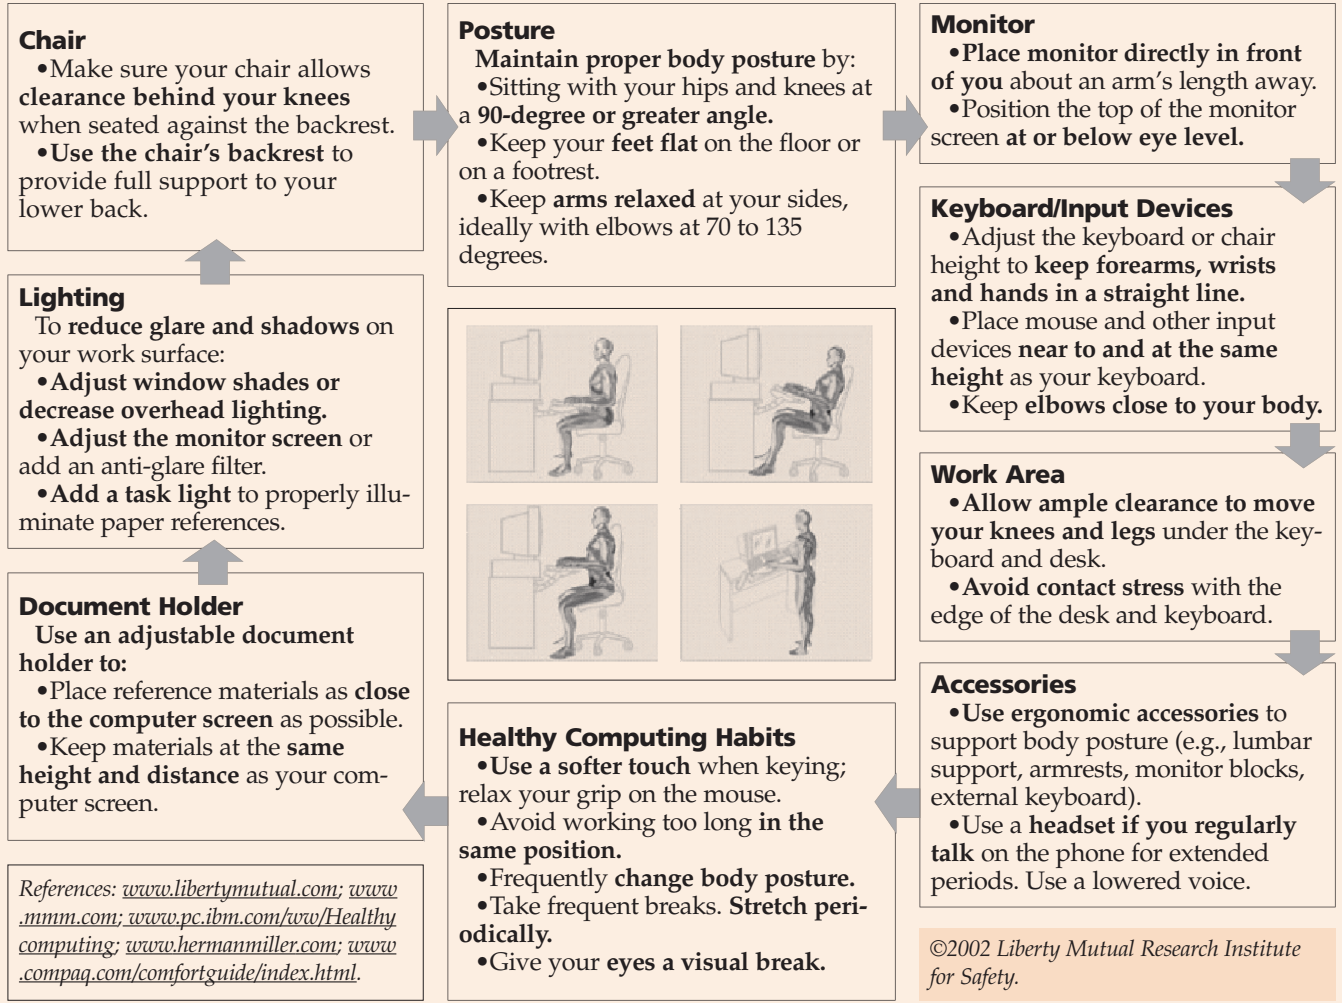 Chair
•Make sure your chair allows
clearance behind your knees
when seated against the backrest.
•Use the chair's backrest to
provide full support to your
lower back.
Posture
Maintain proper body posture by:
•Sitting with your hips and knees at
a 90-degree or greater angle.
•Keep your feet flat on the floor or
on a footrest.
•Keep arms relaxed at your sides,
ideally with elbows at 70 to 135
degrees.
Monitor
•Place monitor directly in front
of you about an arm's length away.
•Position the top of the monitor
screen at or below eye level.
Keyboard/Input Devices
•Adjust the keyboard or chair
height to keep forearms, wrists
and hands in a straight line.
•Place mouse and other input
devices near to and at the same
height as your keyboard.
•Keep elbows close to your body.
Work Area
•Allow ample clearance to move
your knees and legs under the key-
board and desk.
•Avoid contact stress with the
edge of the desk and keyboard.
Accessories
•Use ergonomic accessories to
support body posture (e.g., lumbar
support, armrests, monitor blocks,
external keyboard).
•Use a headset if you regularly
talk on the phone for extended
periods. Use a lowered voice.
Healthy Computing Habits
•Use a softer touch when keying;
relax your grip on the mouse.
•Avoid working too long in the
same position.
•Frequently change body posture.
•Take frequent breaks. Stretch peri-
odically.
•Give your eyes a visual break.
Document Holder
Use an adjustable document
holder to:
•Place reference materials as close
to the computer screen as possible.
•Keep materials at the same
height and distance as your com-
puter screen.
Lighting
To reduce glare and shadows on
your work surface:
•Adjust window shades or
decrease overhead lighting.
•Adjust the monitor screen or
add an anti-glare filter.
•Add a task light to properly illu-
minate paper references.
References: www.libertymutual.com; www
.mmm.com; www.pc.ibm.com/ww/Healthy
computing; www.hermanmiller.com; www
.compaq.com/comfortguide/index.html.
©2002 Liberty Mutual Research Institute
for Safety.